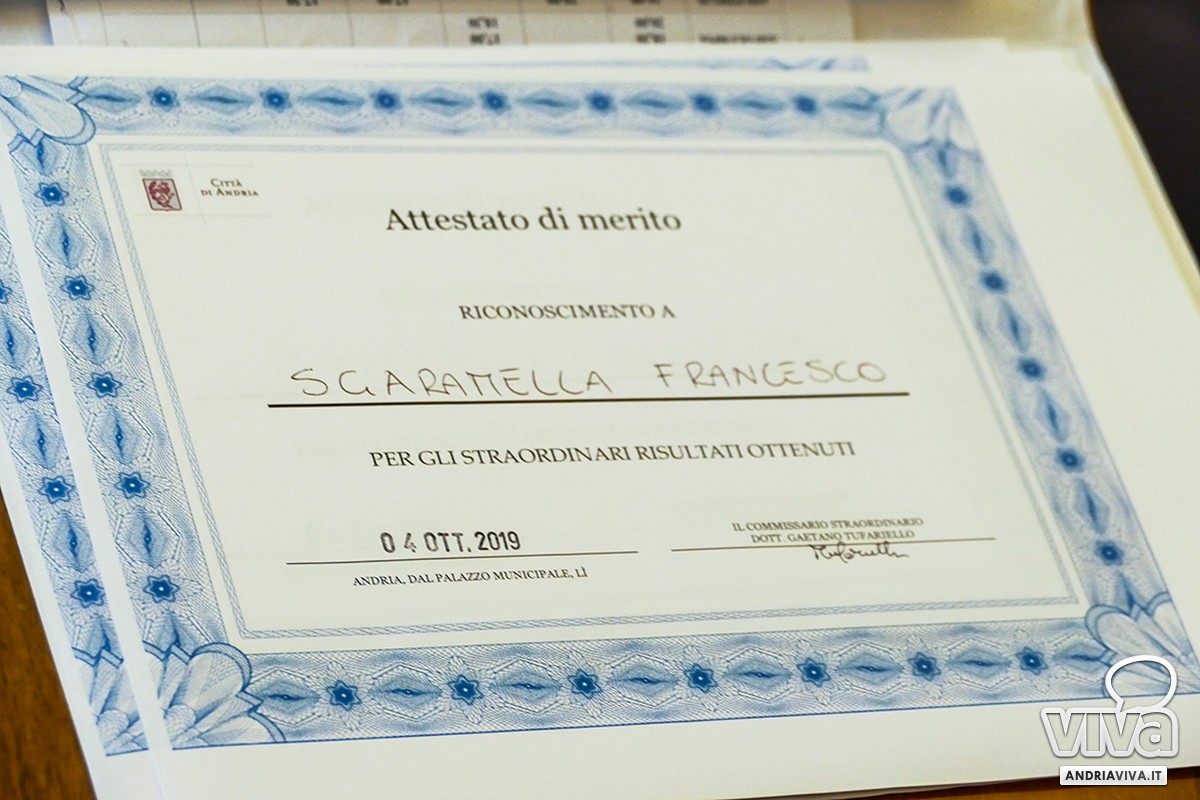 CITTÀ
DI ANDRIA
Attestato di merito
RICONOSCIMENTO A
SGARAMELLA FRANCESCO
PER GLI STRAORDINARI RISULTATI OTTENUTI
04 OTT. 2019
ANDRIA, DAL PALAZZO MUNICIPALE, LÌ
IL COMMISSARIO STRAORDINARIO
DOTT. GAETANO TUFARIELLO
viva
ANDRIAVIVA.IT